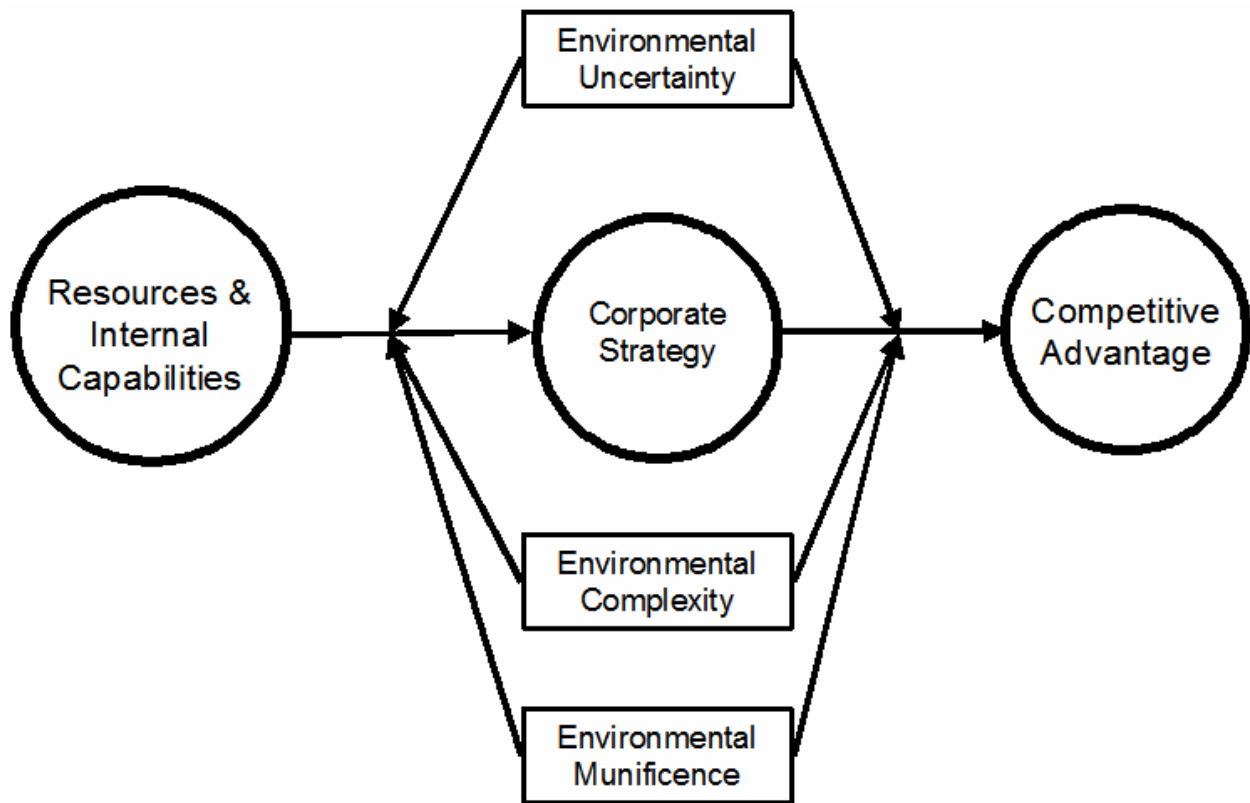 Environmental
Uncertainty
Resources &
Internal
Capabilities
Corporate
Strategy
Competitive
Advantage
Environmental
Complexity
Environmental
Munificence